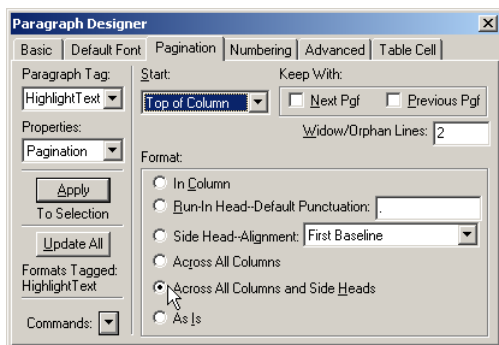 Paragraph Designer
Basic Default Font Pagination Numbering Advanced Table Cell
Paragraph Tag:
HighlightText
Properties:
Pagination
Apply
To Selection
Update All
Formats Tagged:
HighlightText
Commands:
Start:
Top of Column
Keep With:
Next Pgf Previous Pgf
Widow/Orphan Lines: 2
Format:
In Column
Run-In Head--Default Punctuation: .
Side Head--Alignment: First Baseline
Across All Columns
Across All Columns and Side Heads
As Is